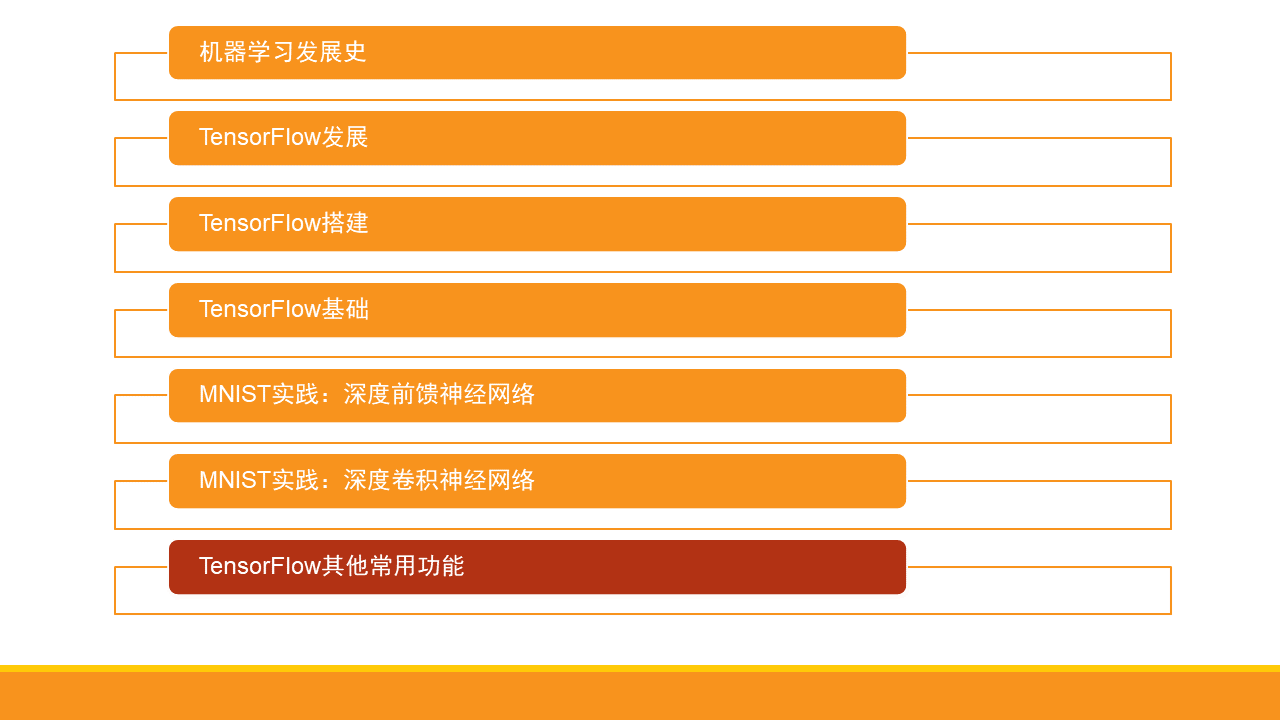 机器学习发展史
TensorFlow发展
TensorFlow搭建
TensorFlow基础
MNIST实践：深度前馈神经网络
MNIST实践：深度卷积神经网络
TensorFlow其他常用功能